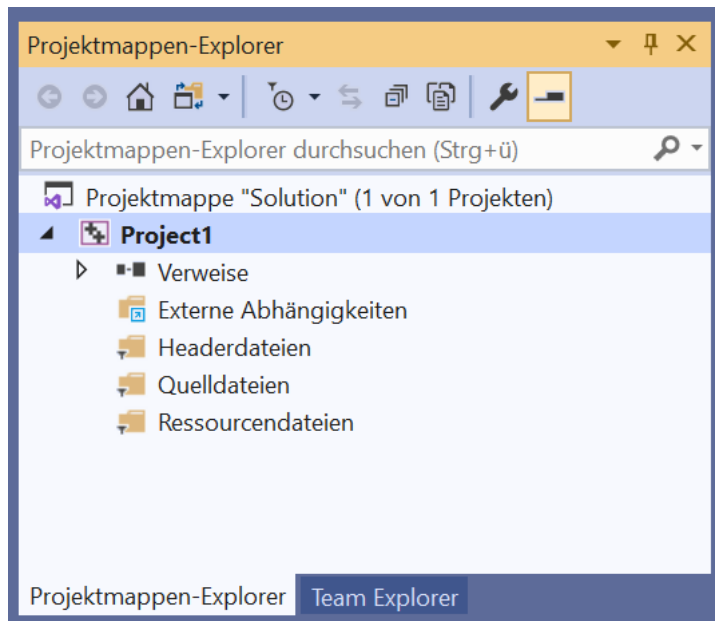 Projektmappen-Explorer
Projektmappen-Explorer durchsuchen (Strg+ü)
Projektmappe "Solution" (1 von 1 Projekten)
Project1
Verweise
Externe Abhängigkeiten
Headerdateien
Quelldateien
Ressourcendateien
Projektmappen-Explorer Team Explorer